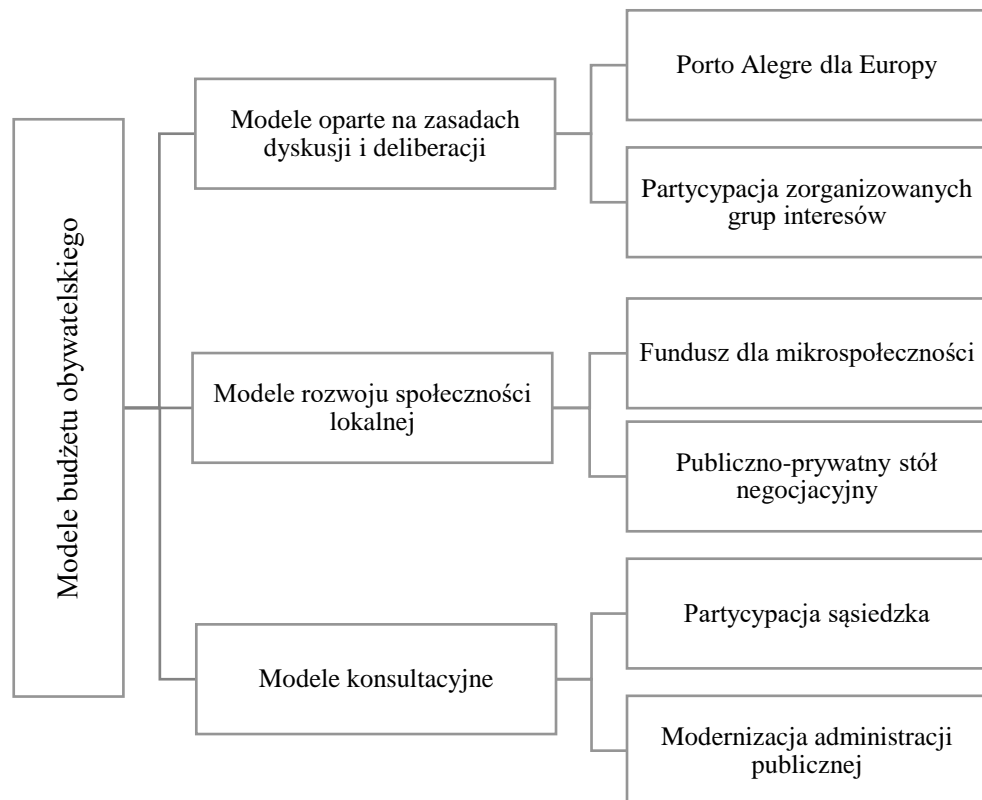 Modele budżetu obywatelskiego
Modele oparte na zasadach
dyskusji i deliberacji
Porto Alegre dla Europy
Partycypacja zorganizowanych
grup interesów
Modele rozwoju społeczności
lokalnej
Fundusz dla mikrospołeczności
Publiczno-prywatny stół
negocjacyjny
Modele konsultacyjne
Partycypacja sąsiedzka
Modernizacja administracji
publicznej